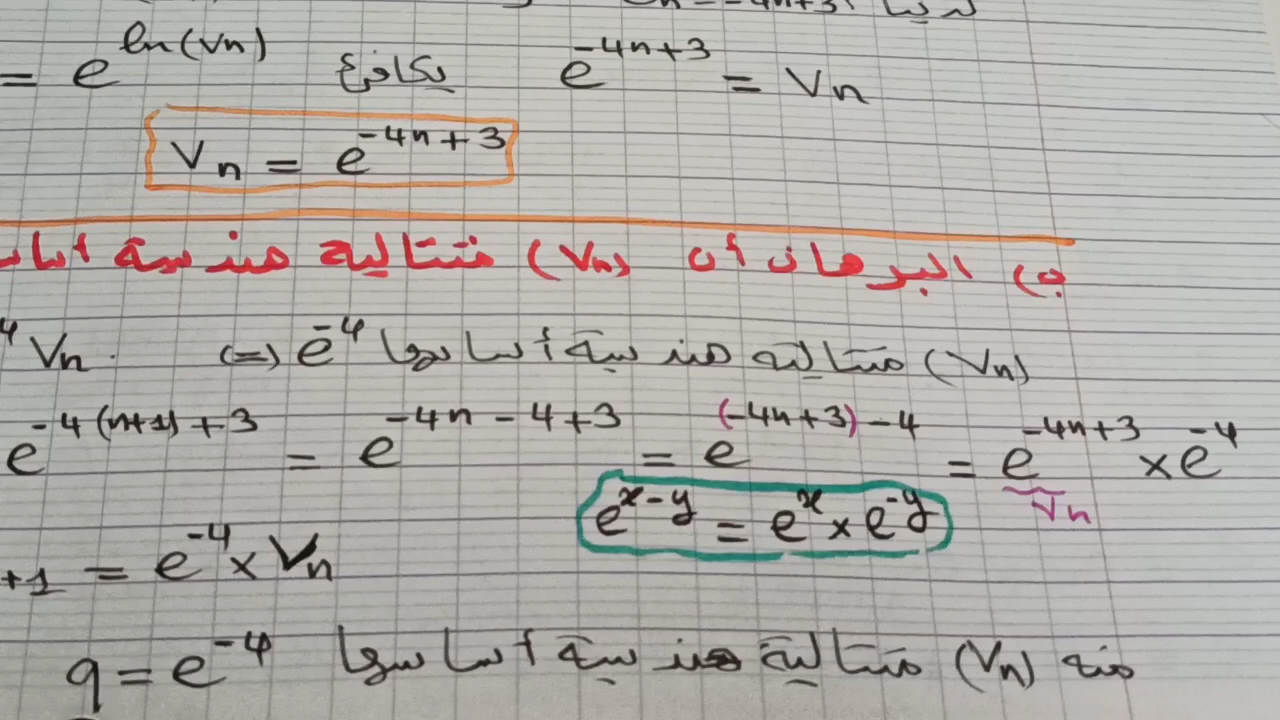 لدينا
= e^{ln(Vn)} يكافئ e^{-4n+3} = Vn
Vn = e^{-4n+3}
ب) البرهان أن (Vn) متتالية هندسية
(Vn) متتالية هندسية أساسها e^{-4} (=) Vn
e^{-4(n+1)+3} = e^{-4n-4+3} = e^{(-4n+3)-4} = e^{-4n+3} × e^{-4}
Vn
e^{x-y} = e^x × e^{-y}
+1 = e^{-4} × Vn
منه (Vn) متتالية هندسية أساسها q = e^{-4}